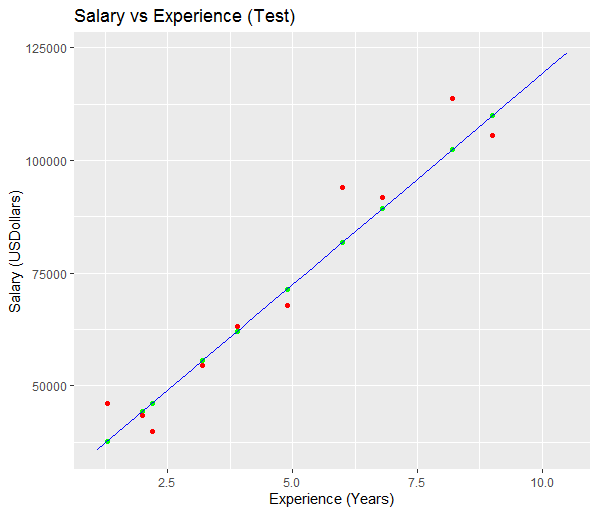 Salary vs Experience (Test)
125000
100000
75000
50000
Salary (USDollars)
2.5 5.0 7.5 10.0
Experience (Years)